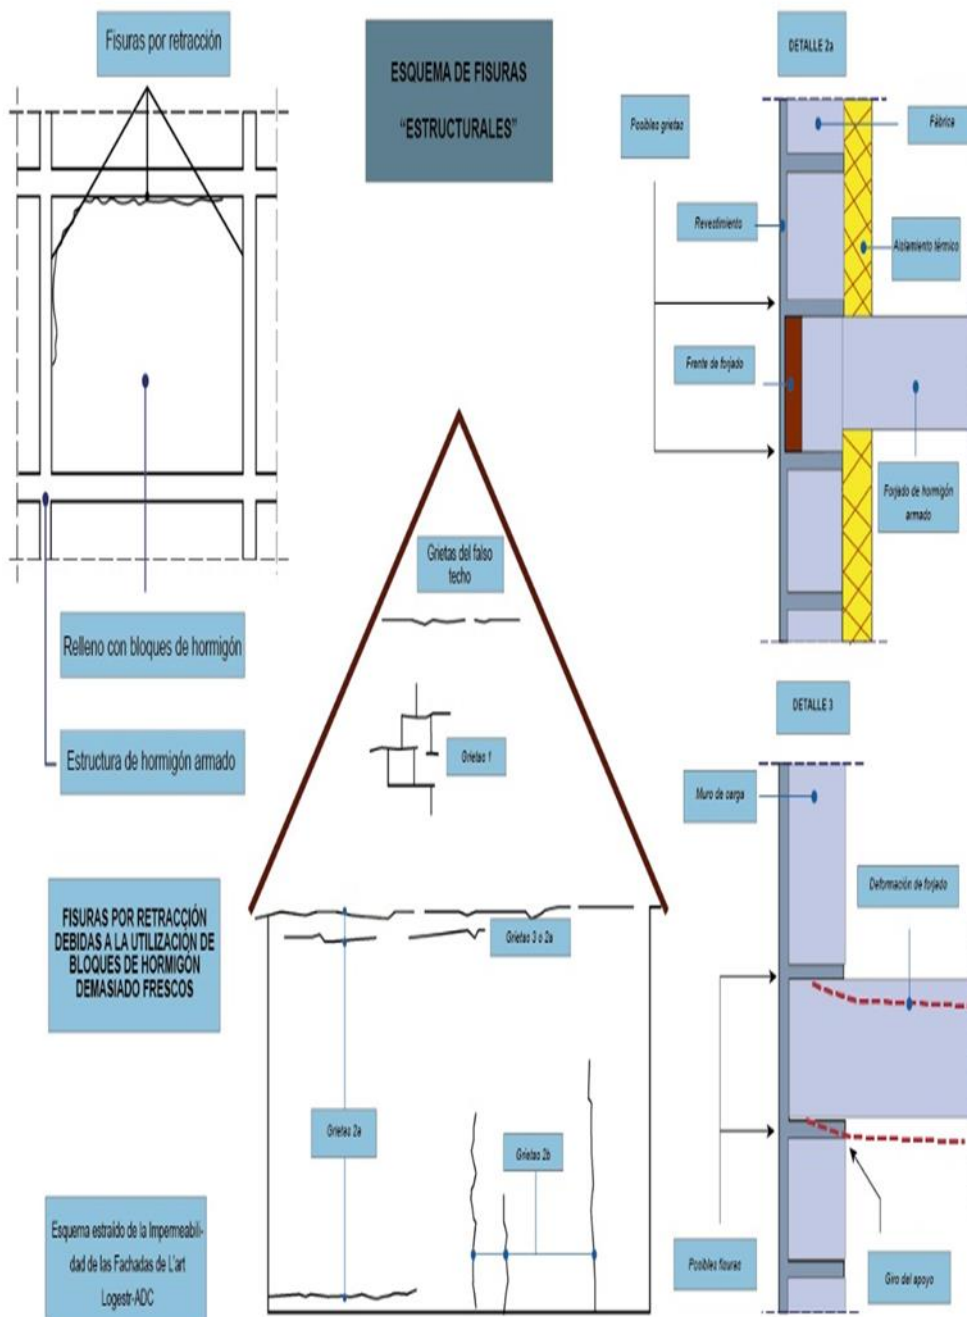 Fisuras por retracción
ESQUEMA DE FISURAS
“ESTRUCTURALES”
DETALLE 2a
Posibles grietas
Fábrica
Revestimiento
Aislamiento térmico
Frente de forjado
Forjado de hormigón
armado
Grietas del falso
techo
Relleno con bloques de hormigón
Estructura de hormigón armado
Grietas 1
DETALLE 3
Muro de carga
Deformación de forjado
FISURAS POR RETRACCIÓN
DEBIDAS A LA UTILIZACIÓN DE
BLOQUES DE HORMIGÓN
DEMASIADO FRESCOS
Grietas 3 o 2a
Grietas 2a
Grietas 2b
Esquema estraido de la Impermeabili-
dad de las Fachadas de L'art
Logestr-ADC
Posibles fisuras
Giro del apoyo